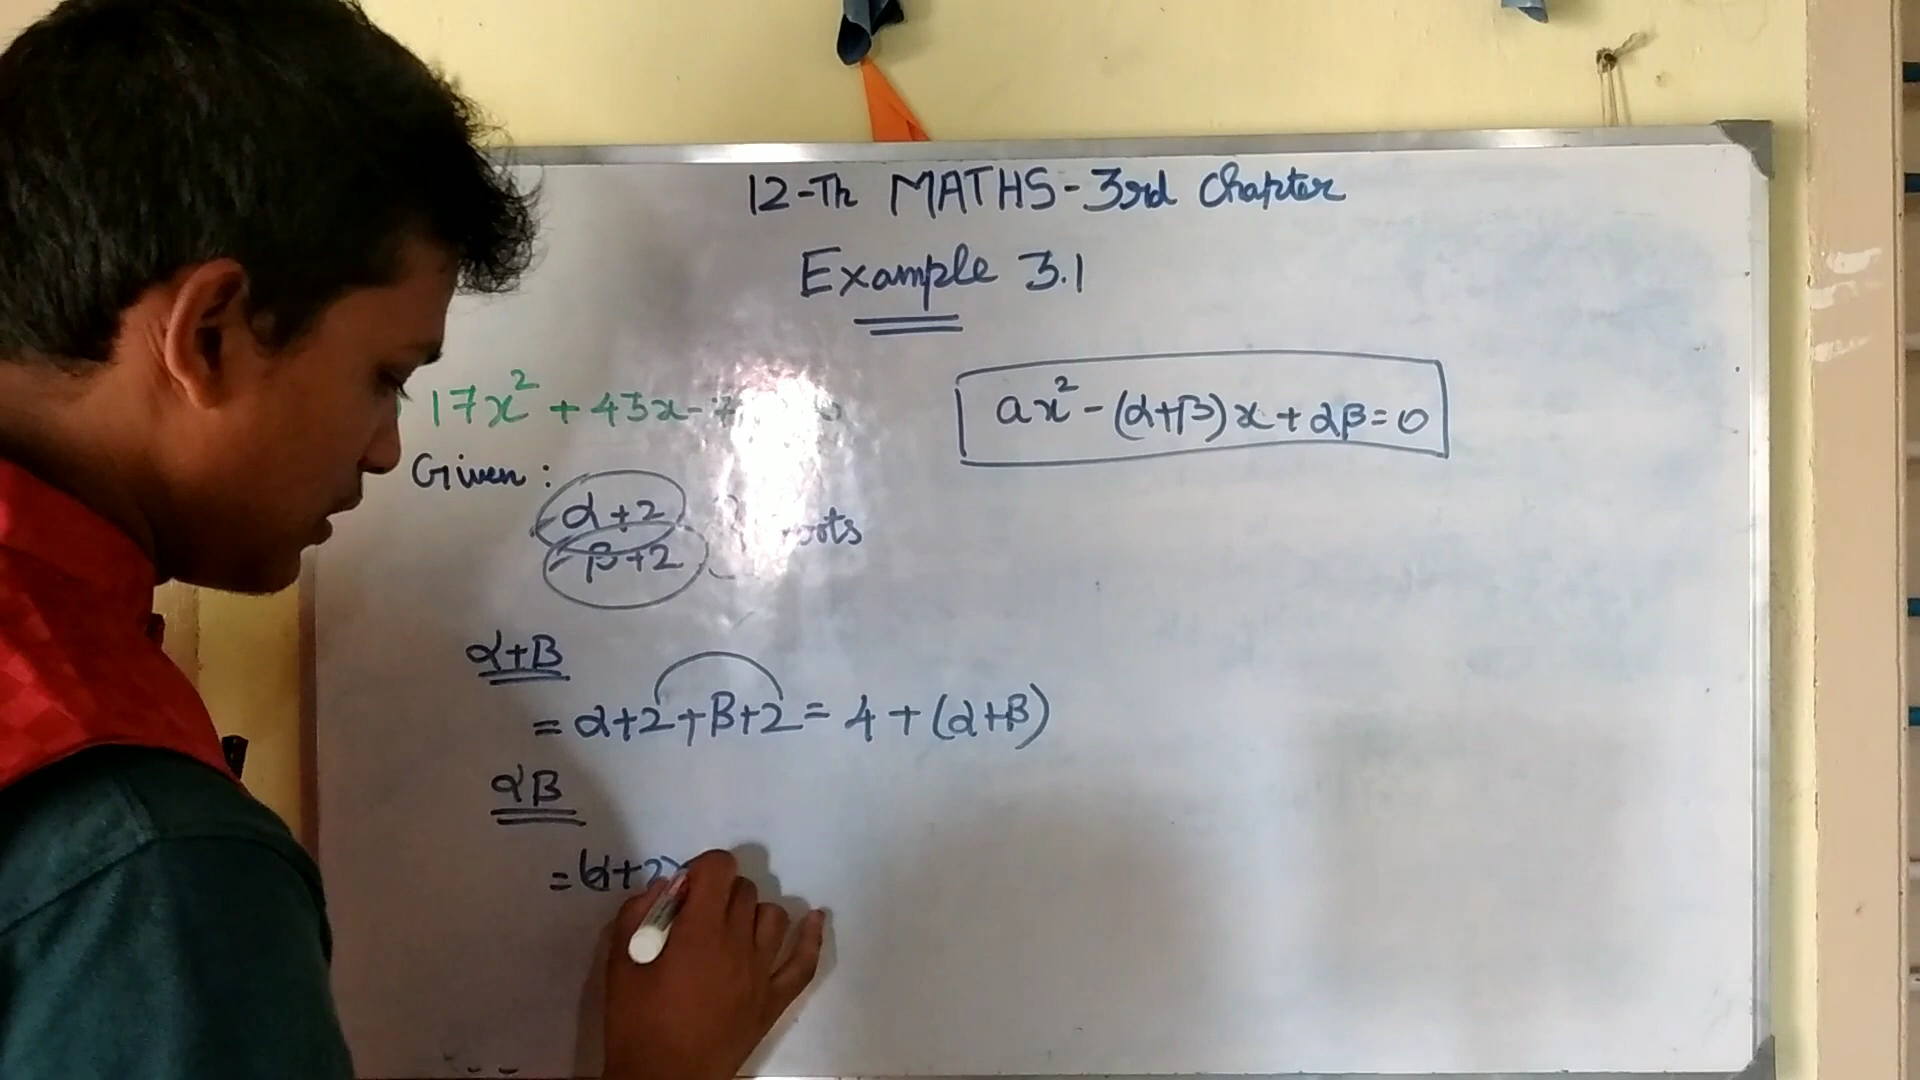 12-Th MATHS - 3rd Chapter
Example 3.1
17x² + 43x -
ax² - (α+β)x + αβ = 0
Given :
α+2
β+2
α+β
= α+2+β+2 = 4 + (α+β)
αβ
= (α+2)